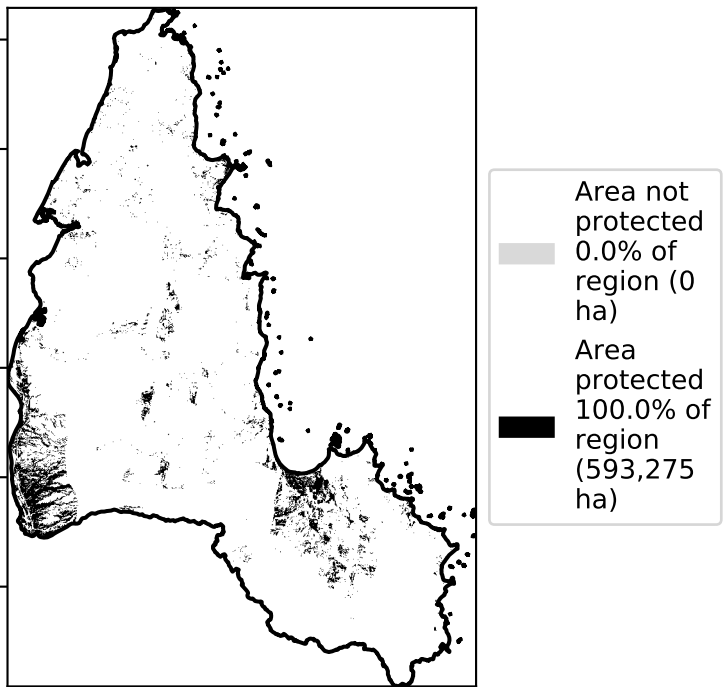 Area not
protected
0.0% of
region (0
ha)
Area
protected
100.0% of
region
(593,275
ha)